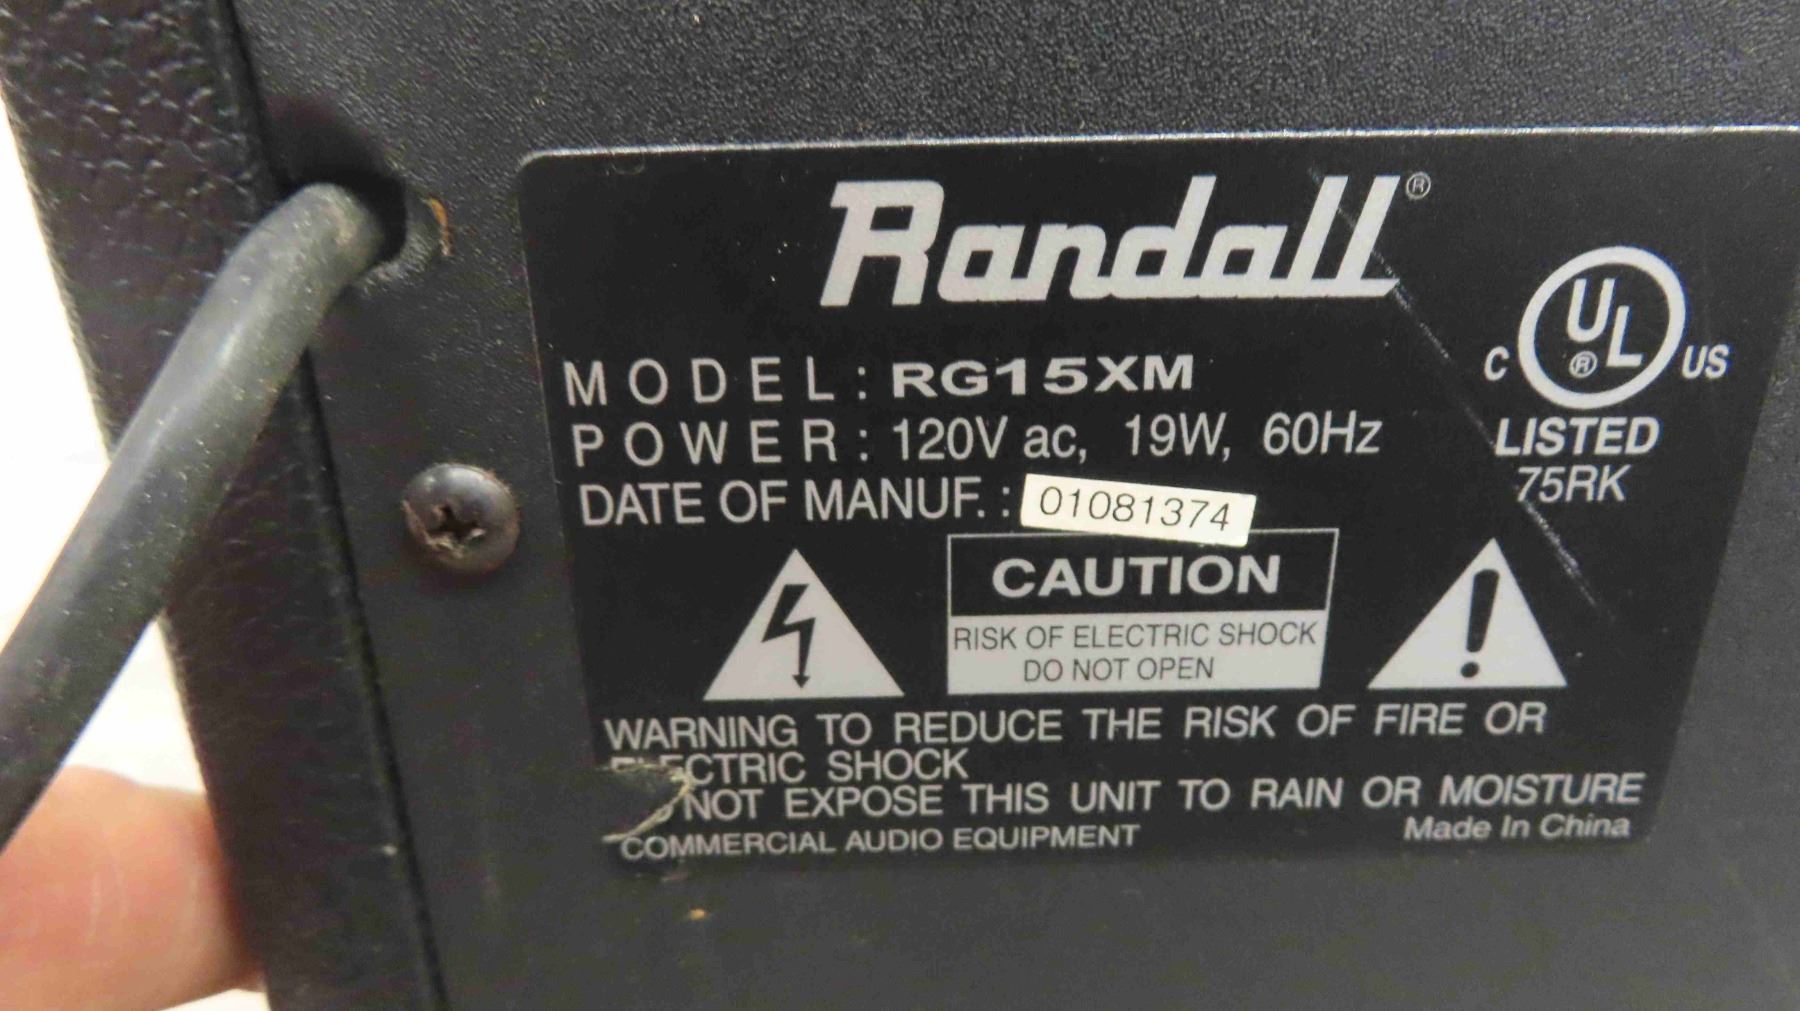 Randall®
MODEL: RG15XM
POWER: 120V ac, 19W, 60Hz
DATE OF MANUF.: 01081374
C UL® US
LISTED
75RK
CAUTION
RISK OF ELECTRIC SHOCK
DO NOT OPEN
WARNING TO REDUCE THE RISK OF FIRE OR
ELECTRIC SHOCK
NOT EXPOSE THIS UNIT TO RAIN OR MOISTURE
COMMERCIAL AUDIO EQUIPMENT
Made In China